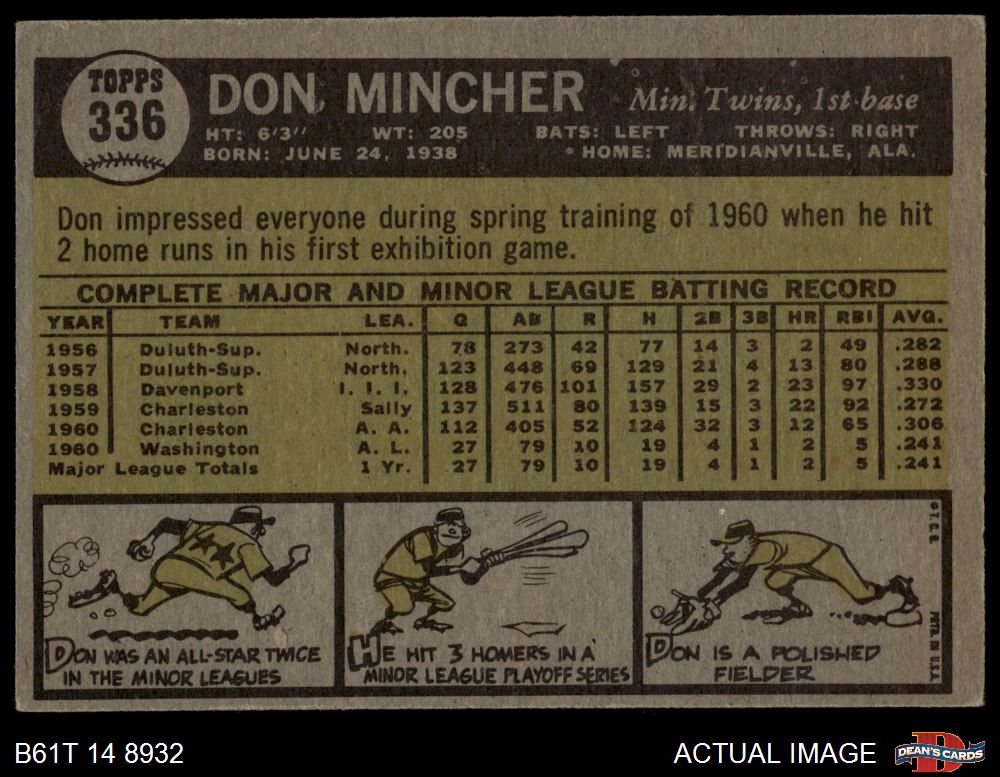 TOPPS
336
DON MINCHER Min. Twins, 1st-base
HT: 6'3" WT: 205 BATS: LEFT THROWS: RIGHT
BORN: JUNE 24, 1938 • HOME: MERIDIANVILLE, ALA.
Don impressed everyone during spring training of 1960 when he hit
2 home runs in his first exhibition game.
COMPLETE MAJOR AND MINOR LEAGUE BATTING RECORD
YEAR TEAM LEA. G AB R H 2B 3B HR RBI AVG.
1956 Duluth-Sup. North. 78 273 42 77 14 3 2 49 .282
1957 Duluth-Sup. North. 123 448 69 129 21 4 13 80 .288
1958 Davenport I. I. I. 128 476 101 157 29 2 23 97 .330
1959 Charleston Sally 137 511 80 139 15 3 22 92 .272
1960 Charleston A. A. 112 405 52 124 32 3 12 65 .306
1960 Washington A. L. 27 79 10 19 4 1 2 5 .241
Major League Totals 1 Yr. 27 79 10 19 4 1 2 5 .241
DON WAS AN ALL-STAR TWICE
IN THE MINOR LEAGUES
HE HIT 3 HOMERS IN A
MINOR LEAGUE PLAYOFF SERIES
DON IS A POLISHED
FIELDER
©T.C.G.
PRTD. IN U.S.A.
B61T 14 8932
ACTUAL IMAGE
DEAN'S CARDS